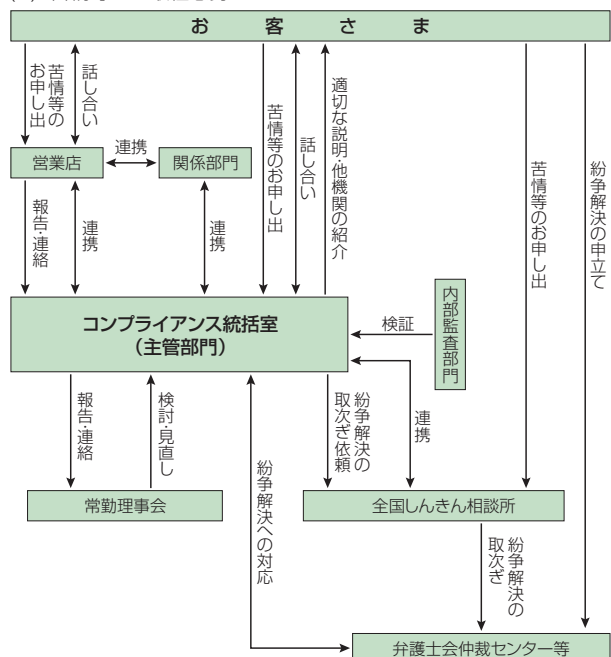 お客さま
苦情等の
お申し出
話し合い
苦情等のお申し出
話し合い
適切な説明・他機関の紹介
苦情等のお申し出
紛争解決の申立て
営業店
連携
関係部門
報告・連絡
連携
連携
コンプライアンス統括室
（主管部門）
検証
内部監査部門
報告・連絡
検討・見直し
紛争解決への対応
紛争解決の
取次ぎ依頼
連携
常勤理事会
全国しんきん相談所
紛争解決の
取次ぎ
弁護士会仲裁センター等